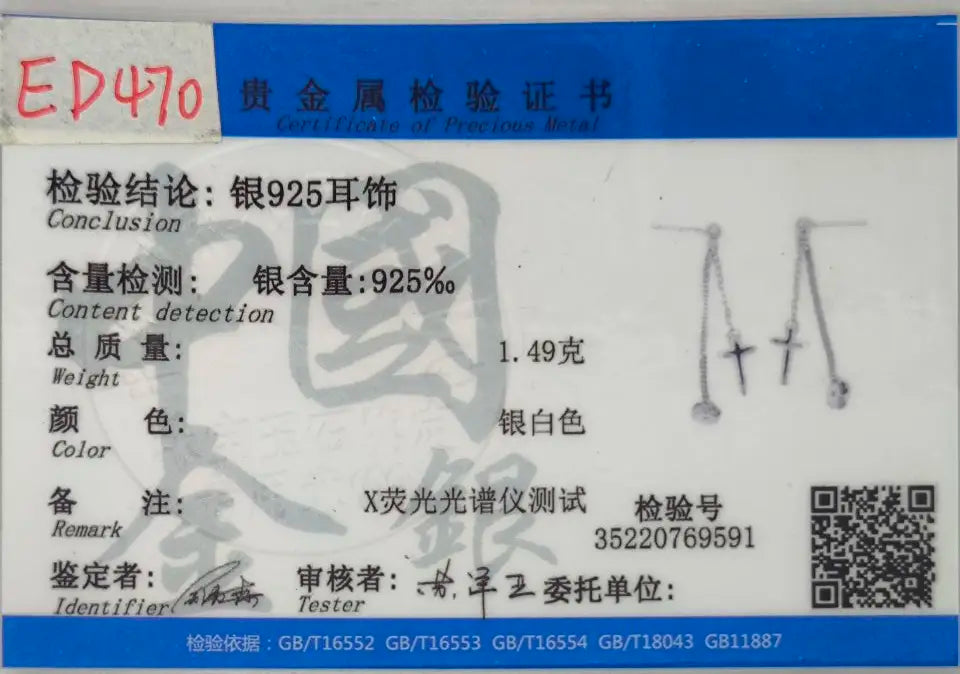 ED470
贵金属检验证书
Certificate of Precious Metal
检验结论: 银925耳饰
Conclusion
含量检测: 银含量:925‰
Content detection
总质量: 1.49克
Weight
颜色: 银白色
Color
备注: X荧光光谱仪测试
Remark
检验号
35220769591
鉴定者:
Identifier
审核者:
Tester
委托单位:
中國
金銀
检验依据：GB/T16552 GB/T16553 GB/T16554 GB/T18043 GB11887